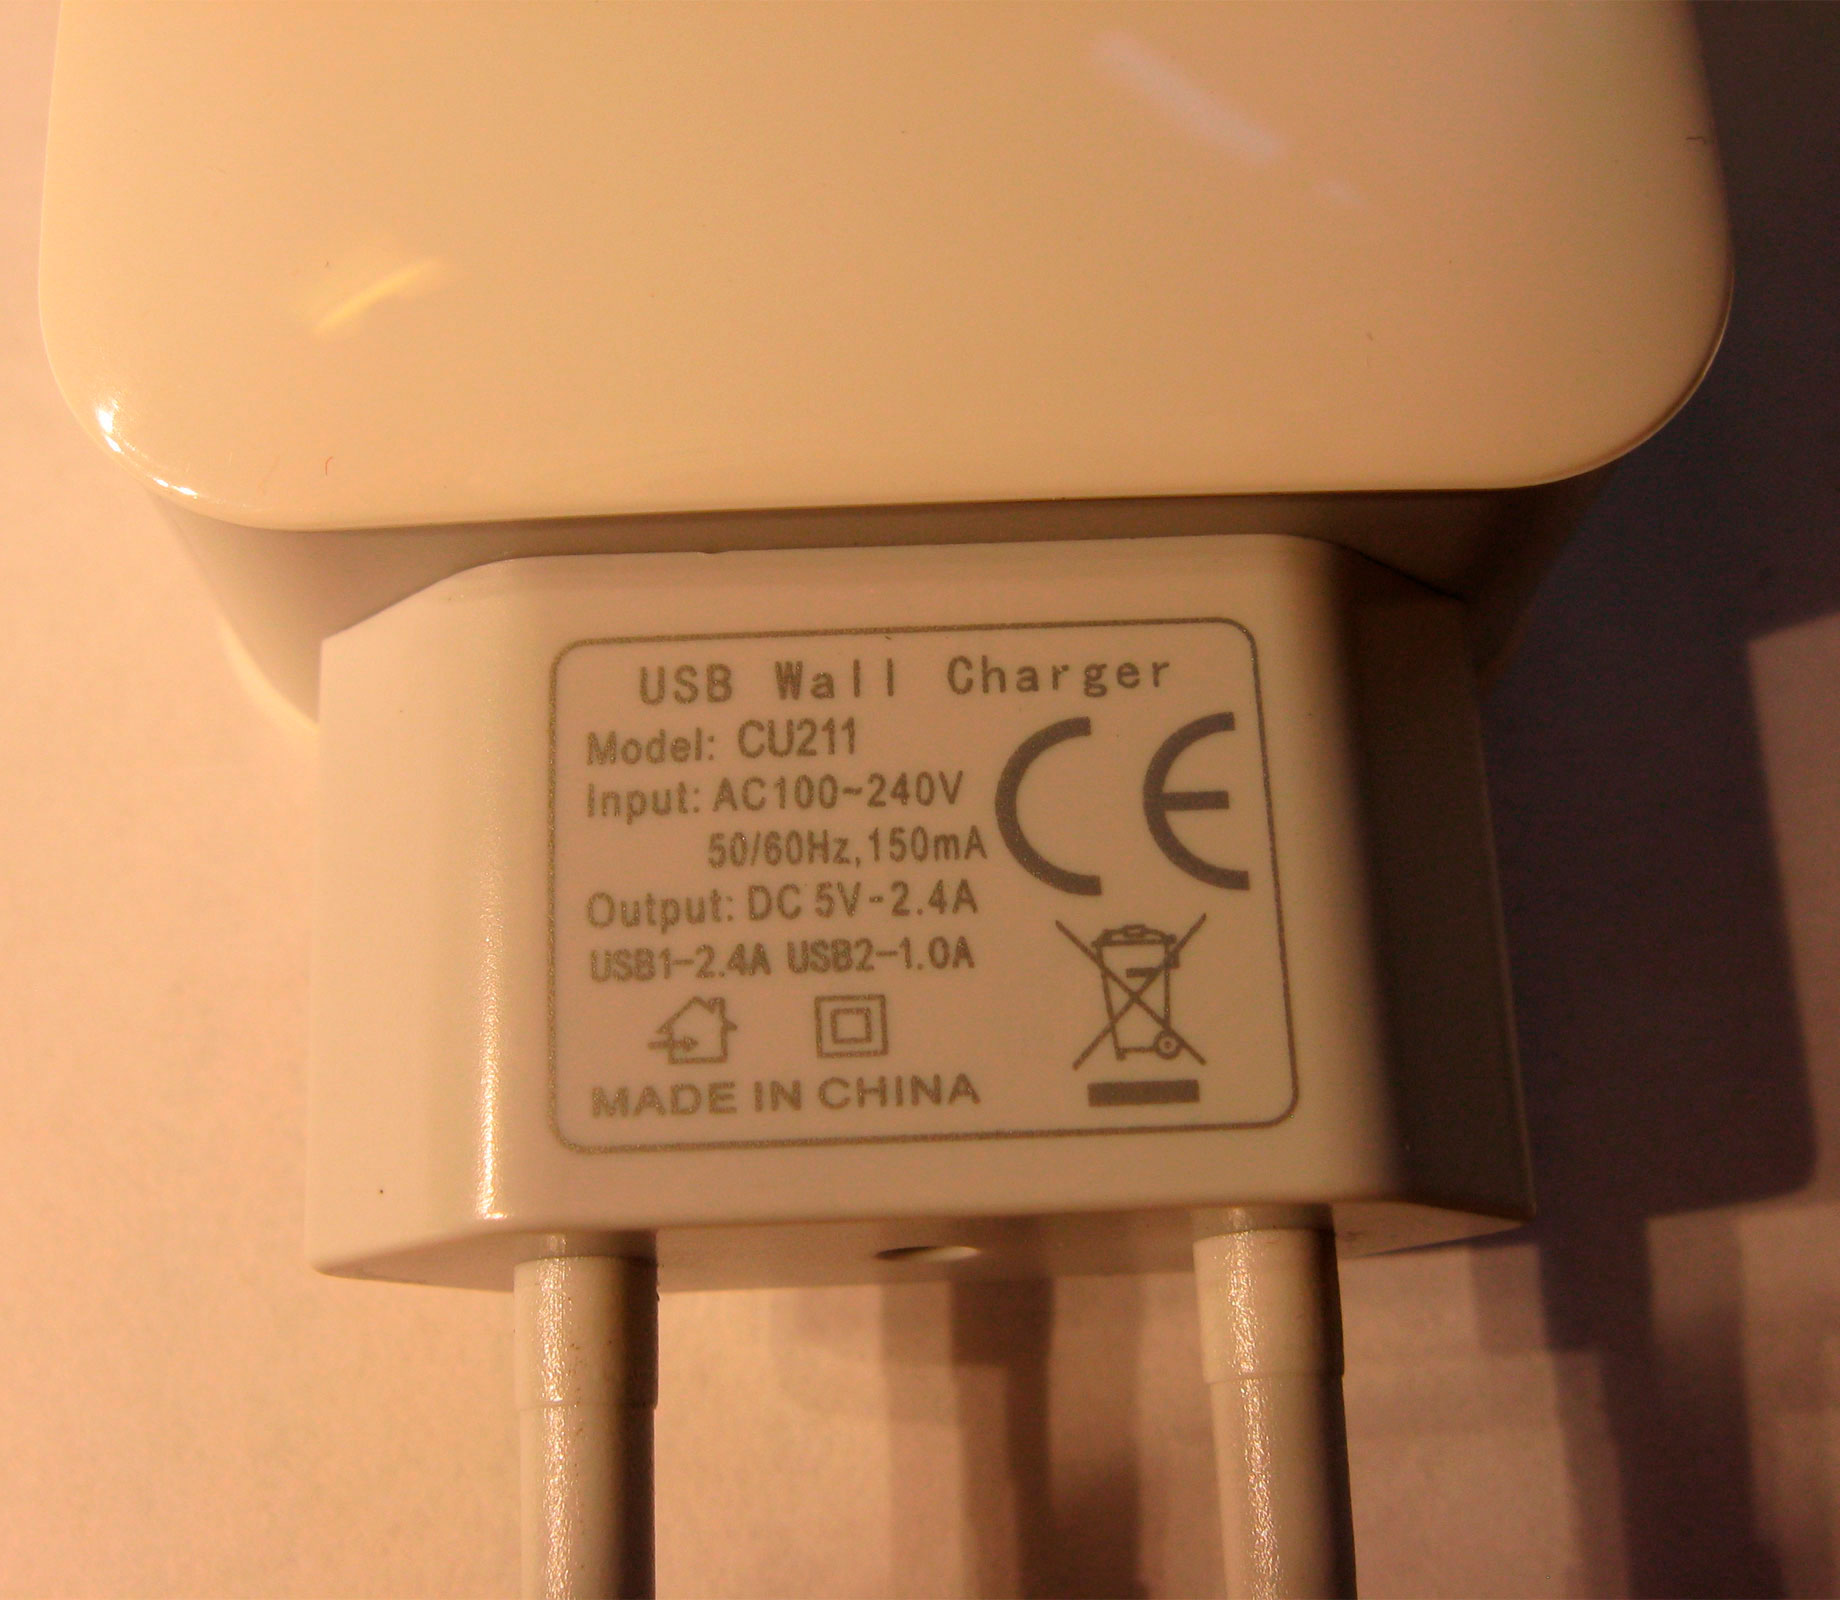 USB Wall Charger
Model: CU211
Input: AC100~240V
50/60Hz,150mA
Output: DC 5V-2.4A
USB1-2.4A USB2-1.0A
MADE IN CHINA
CE